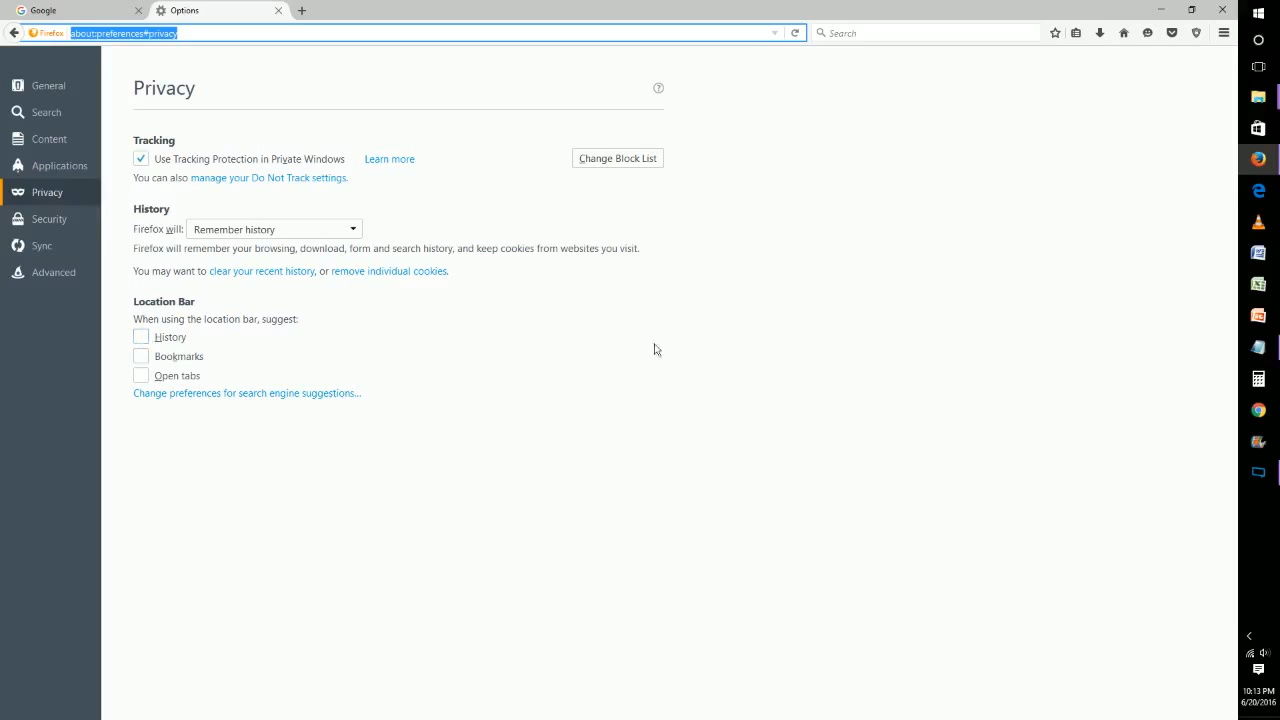 Google
Options
Firefox
about:preferences#privacy
Search
General
Search
Content
Applications
Privacy
Security
Sync
Advanced
Privacy
Tracking
Use Tracking Protection in Private Windows Learn more
Change Block List
You can also manage your Do Not Track settings.
History
Firefox will: Remember history
Firefox will remember your browsing, download, form and search history, and keep cookies from websites you visit.
You may want to clear your recent history, or remove individual cookies.
Location Bar
When using the location bar, suggest:
History
Bookmarks
Open tabs
Change preferences for search engine suggestions...
10:13 PM
6/20/2016